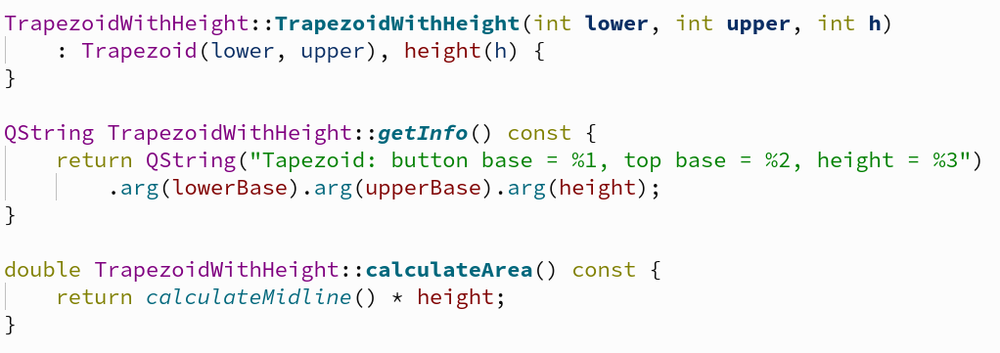 TrapezoidWithHeight::TrapezoidWithHeight(int lower, int upper, int h)
    : Trapezoid(lower, upper), height(h) {
}

QString TrapezoidWithHeight::getInfo() const {
    return QString("Tapezoid: button base = %1, top base = %2, height = %3")
        .arg(lowerBase).arg(upperBase).arg(height);
}

double TrapezoidWithHeight::calculateArea() const {
    return calculateMidline() * height;
}